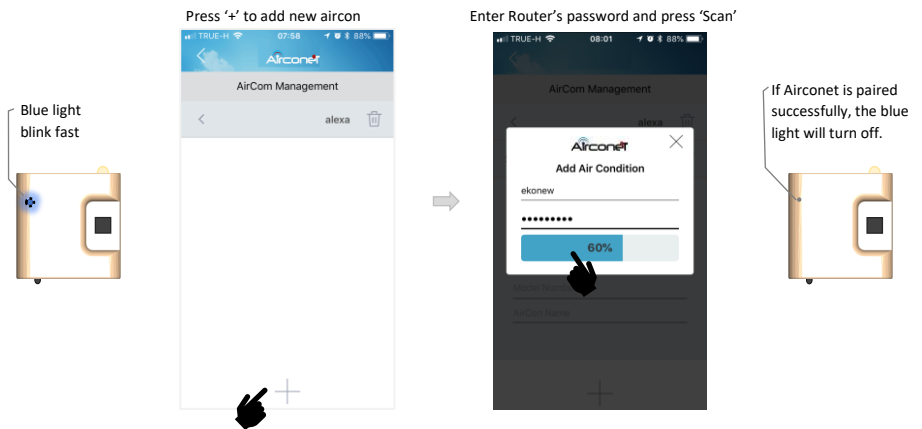 Press '+' to add new aircon
Enter Router's password and press 'Scan'
Blue light
blink fast
TRUE-H 07:58 88%
Airconet
AirCom Management
alexa
TRUE-H 08:01 88%
AirCom Management
alexa
Airconet
Add Air Condition
ekonew
•••••••••
60%
AirCon Name
If Airconet is paired
successfully, the blue
light will turn off.